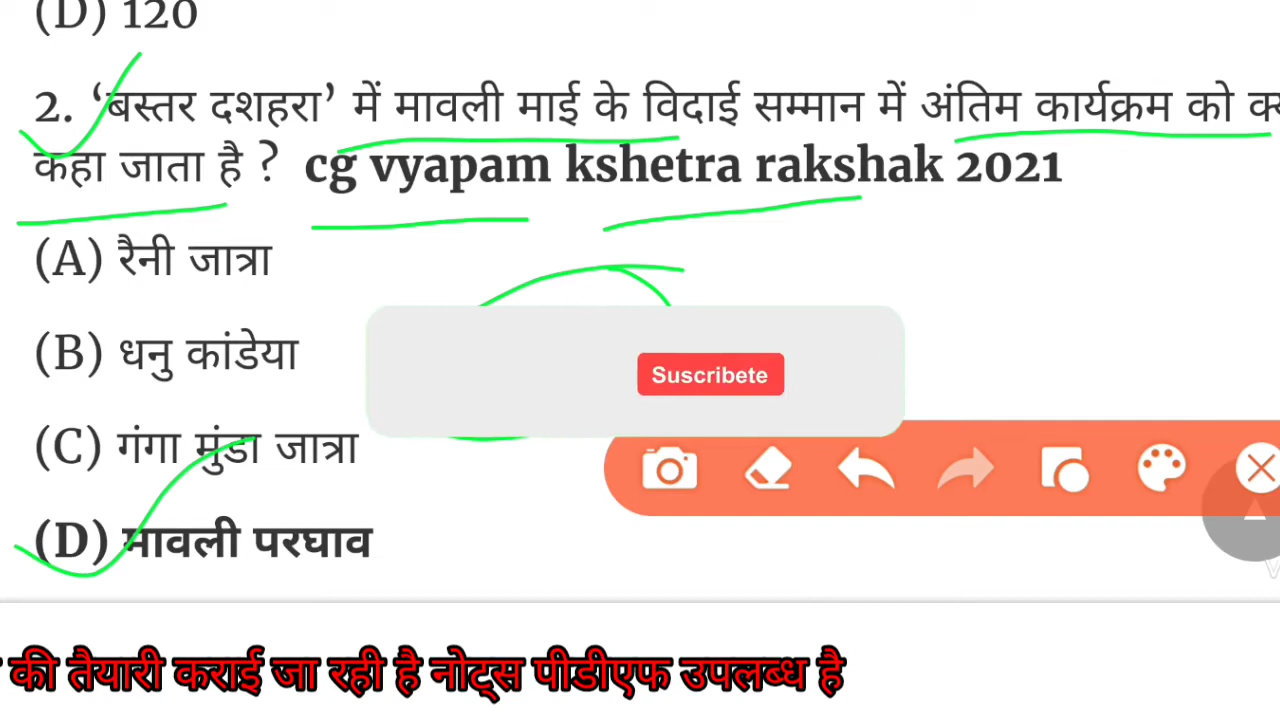 (D) 120
2. ‘बस्तर दशहरा’ में मावली माई के विदाई सम्मान में अंतिम कार्यक्रम को
कहा जाता है ? cg vyapam kshetra rakshak 2021
(A) रैनी जात्रा
(B) धनु कांडेया
Suscribete
(C) गंगा मुंडा जात्रा
(D) मावली परघाव
की तैयारी कराई जा रही है नोट्स पीडीएफ उपलब्ध है